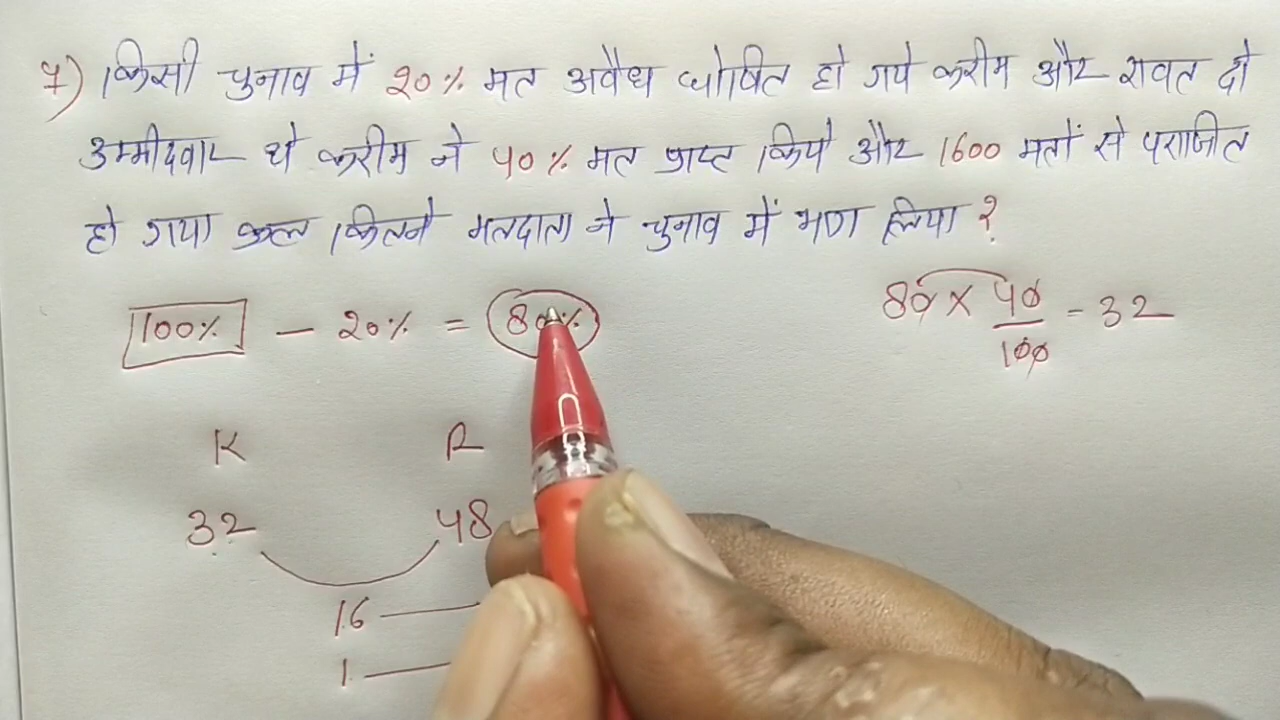 7) किसी चुनाव में 20% मत अवैध घोषित हो गये करीम और रावत दो
उम्मीदवार थे करीम ने 40% मत प्राप्त किये और 1600 मतों से पराजित
हो गया कुल कितने मतदाता ने चुनाव में भाग लिया ?
100% - 20% = 80%
80 × 40/100 = 32
K R
32 48
16
1